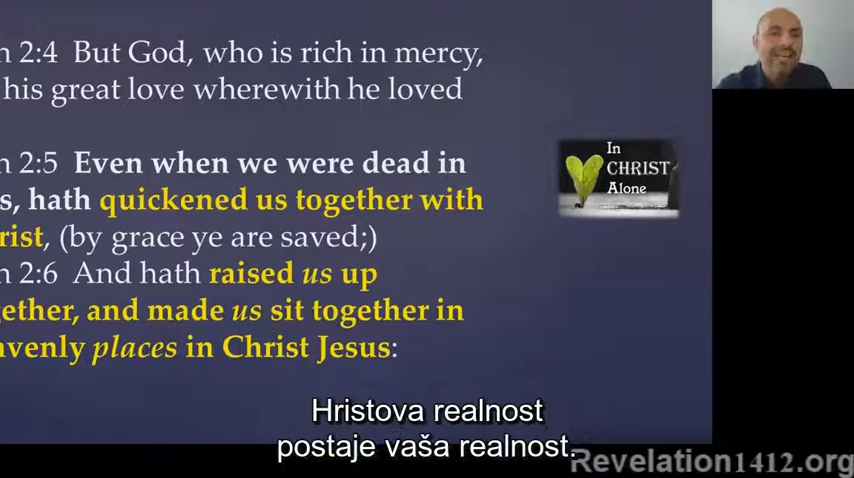 n 2:4 But God, who is rich in mercy,
his great love wherewith he loved
n 2:5 Even when we were dead in
s, hath quickened us together with
rist, (by grace ye are saved;)
n 2:6 And hath raised us up
gether, and made us sit together in
avenly places in Christ Jesus:
In
CHRIST
Alone
Hristova realnost
postaje vaša realnost.
Revelation1412.org